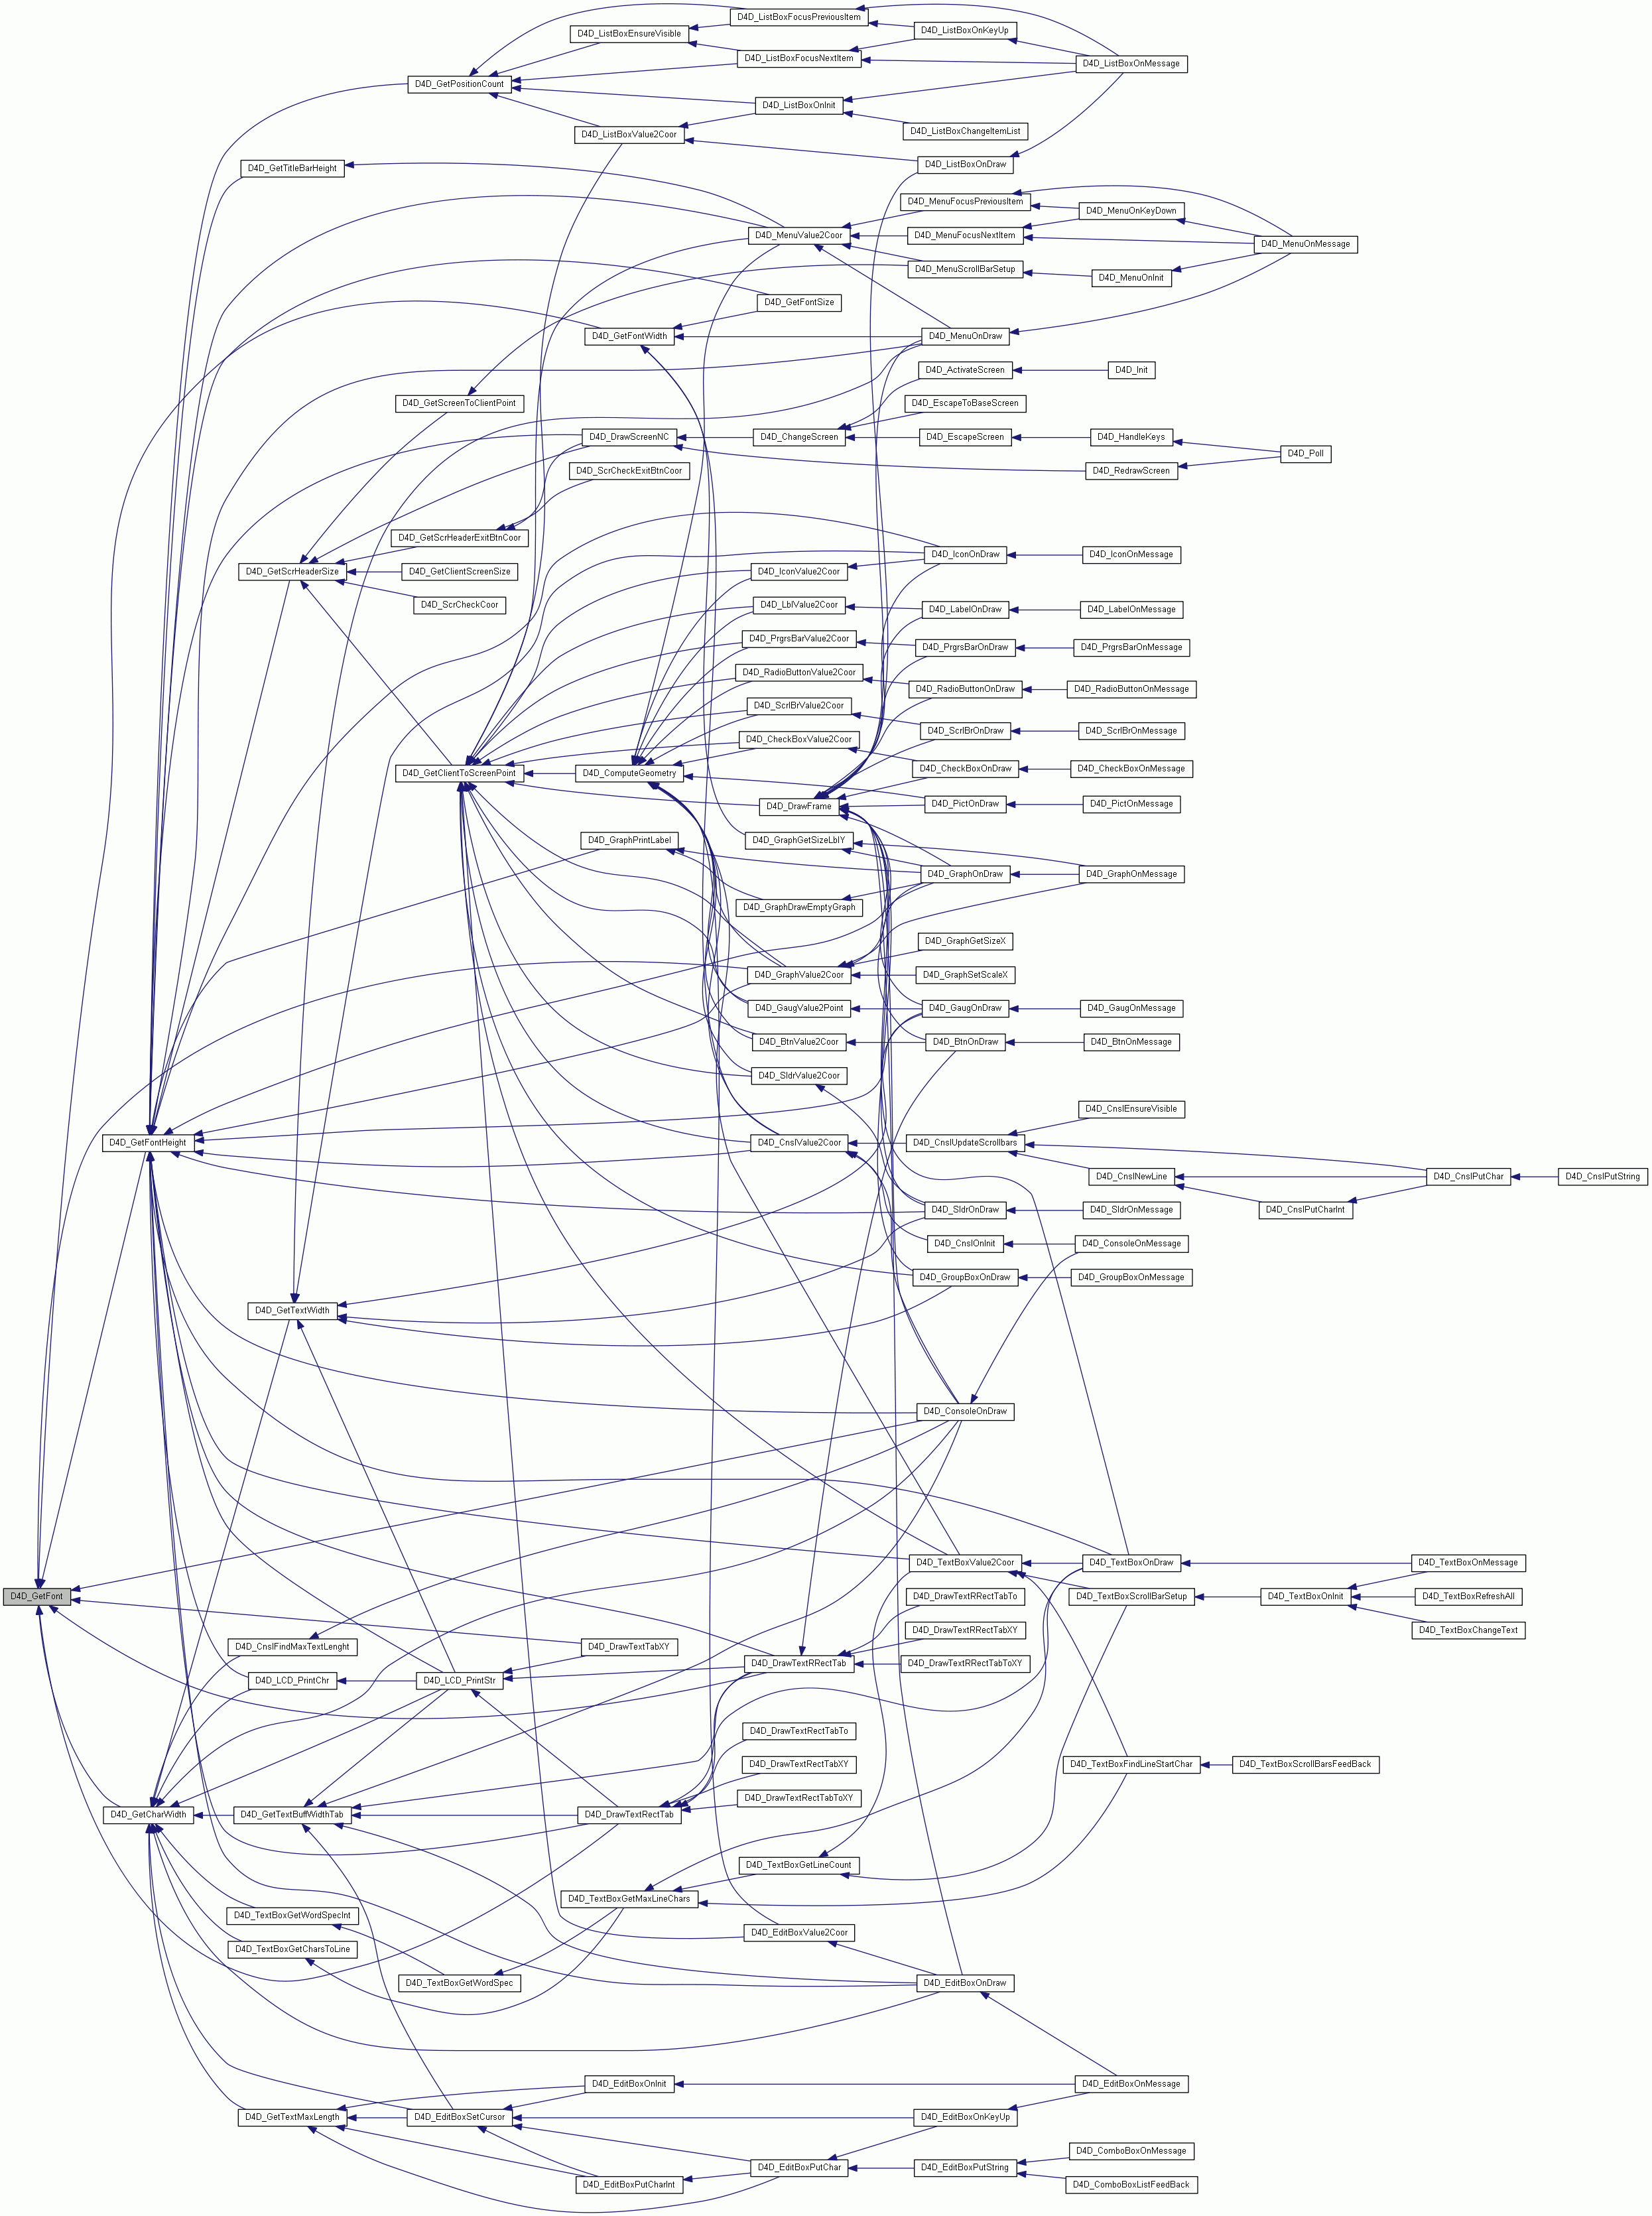 D4D_ListBoxFocusPreviousItem
D4D_ListBoxEnsureVisible
D4D_ListBoxOnKeyUp
D4D_ListBoxFocusNextItem
D4D_ListBoxOnMessage
D4D_GetPositionCount
D4D_ListBoxOnInit
D4D_ListBoxChangeItemList
D4D_ListBoxValue2Coor
D4D_ListBoxOnDraw
D4D_GetTitleBarHeight
D4D_MenuFocusPreviousItem
D4D_MenuOnKeyDown
D4D_MenuValue2Coor
D4D_MenuFocusNextItem
D4D_MenuOnMessage
D4D_MenuScrollBarSetup
D4D_MenuOnInit
D4D_GetFontSize
D4D_GetFontWidth
D4D_MenuOnDraw
D4D_ActivateScreen
D4D_Init
D4D_GetScreenToClientPoint
D4D_EscapeToBaseScreen
D4D_DrawScreenNC
D4D_ChangeScreen
D4D_EscapeScreen
D4D_HandleKeys
D4D_Poll
D4D_ScrCheckExitBtnCoor
D4D_RedrawScreen
D4D_GetScrHeaderExitBtnCoor
D4D_IconOnDraw
D4D_IconOnMessage
D4D_GetScrHeaderSize
D4D_GetClientScreenSize
D4D_IconValue2Coor
D4D_ScrCheckCoor
D4D_LblValue2Coor
D4D_LabelOnDraw
D4D_LabelOnMessage
D4D_PrgrsBarValue2Coor
D4D_PrgrsBarOnDraw
D4D_PrgrsBarOnMessage
D4D_RadioButtonValue2Coor
D4D_RadioButtonOnDraw
D4D_RadioButtonOnMessage
D4D_ScrlBrValue2Coor
D4D_ScrlBrOnDraw
D4D_ScrlBrOnMessage
D4D_CheckBoxValue2Coor
D4D_GetClientToScreenPoint
D4D_ComputeGeometry
D4D_CheckBoxOnDraw
D4D_CheckBoxOnMessage
D4D_DrawFrame
D4D_PictOnDraw
D4D_PictOnMessage
D4D_GraphPrintLabel
D4D_GraphGetSizeLblY
D4D_GraphOnDraw
D4D_GraphOnMessage
D4D_GraphDrawEmptyGraph
D4D_GraphGetSizeX
D4D_GraphValue2Coor
D4D_GraphSetScaleX
D4D_GaugValue2Point
D4D_GaugOnDraw
D4D_GaugOnMessage
D4D_BtnValue2Coor
D4D_BtnOnDraw
D4D_BtnOnMessage
D4D_SldrValue2Coor
D4D_CnslEnsureVisible
D4D_GetFontHeight
D4D_CnslValue2Coor
D4D_CnslUpdateScrollbars
D4D_CnslNewLine
D4D_CnslPutChar
D4D_CnslPutString
D4D_SldrOnDraw
D4D_SldrOnMessage
D4D_CnslPutCharInt
D4D_CnslOnInit
D4D_ConsoleOnMessage
D4D_GroupBoxOnDraw
D4D_GroupBoxOnMessage
D4D_GetTextWidth
D4D_ConsoleOnDraw
D4D_TextBoxValue2Coor
D4D_TextBoxOnDraw
D4D_TextBoxOnMessage
D4D_GetFont
D4D_DrawTextRRectTabTo
D4D_TextBoxScrollBarSetup
D4D_TextBoxOnInit
D4D_TextBoxRefreshAll
D4D_TextBoxChangeText
D4D_DrawTextRRectTabXY
D4D_CnslFindMaxTextLenght
D4D_DrawTextTabXY
D4D_DrawTextRRectTab
D4D_DrawTextRRectTabToXY
D4D_LCD_PrintChr
D4D_LCD_PrintStr
D4D_DrawTextRectTabTo
D4D_DrawTextRectTabXY
D4D_TextBoxFindLineStartChar
D4D_TextBoxScrollBarsFeedBack
D4D_DrawTextRectTabToXY
D4D_GetCharWidth
D4D_GetTextBuffWidthTab
D4D_DrawTextRectTab
D4D_TextBoxGetLineCount
D4D_TextBoxGetMaxLineChars
D4D_TextBoxGetWordSpecInt
D4D_EditBoxValue2Coor
D4D_TextBoxGetCharsToLine
D4D_TextBoxGetWordSpec
D4D_EditBoxOnDraw
D4D_EditBoxOnInit
D4D_EditBoxOnMessage
D4D_GetTextMaxLength
D4D_EditBoxSetCursor
D4D_EditBoxOnKeyUp
D4D_ComboBoxOnMessage
D4D_EditBoxPutChar
D4D_EditBoxPutString
D4D_EditBoxPutCharInt
D4D_ComboBoxListFeedBack